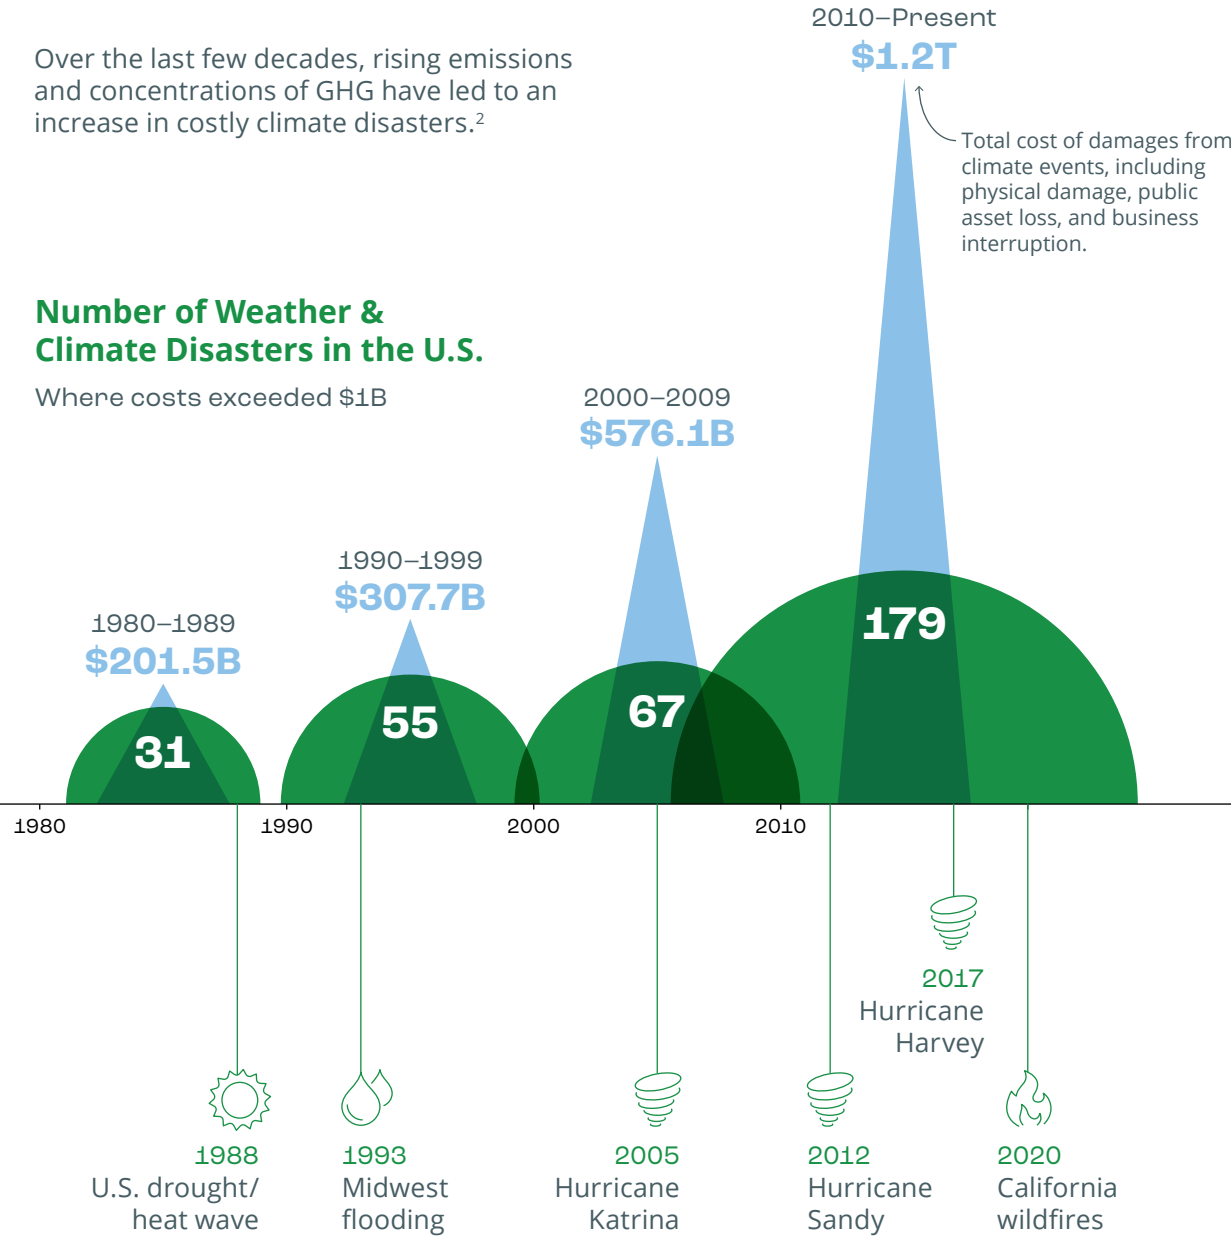 Over the last few decades, rising emissions
and concentrations of GHG have led to an
increase in costly climate disasters.²
2010–Present
$1.2T
Total cost of damages from
climate events, including
physical damage, public
asset loss, and business
interruption.
Number of Weather &
Climate Disasters in the U.S.
Where costs exceeded $1B
2000–2009
$576.1B
1990–1999
$307.7B
1980–1989
$201.5B
31
55
67
179
1980
1990
2000
2010
2017
Hurricane
Harvey
1988
U.S. drought/
heat wave
1993
Midwest
flooding
2005
Hurricane
Katrina
2012
Hurricane
Sandy
2020
California
wildfires